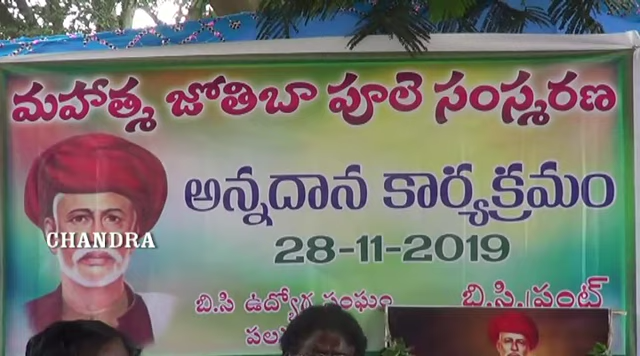 మహాత్మ జోతిబా పూలె సంస్మరణ
అన్నదాన కార్యక్రమం
CHANDRA
28-11-2019
బి.సి ఉద్యోగ సంఘం
బి.సి. ఫ్రంట్